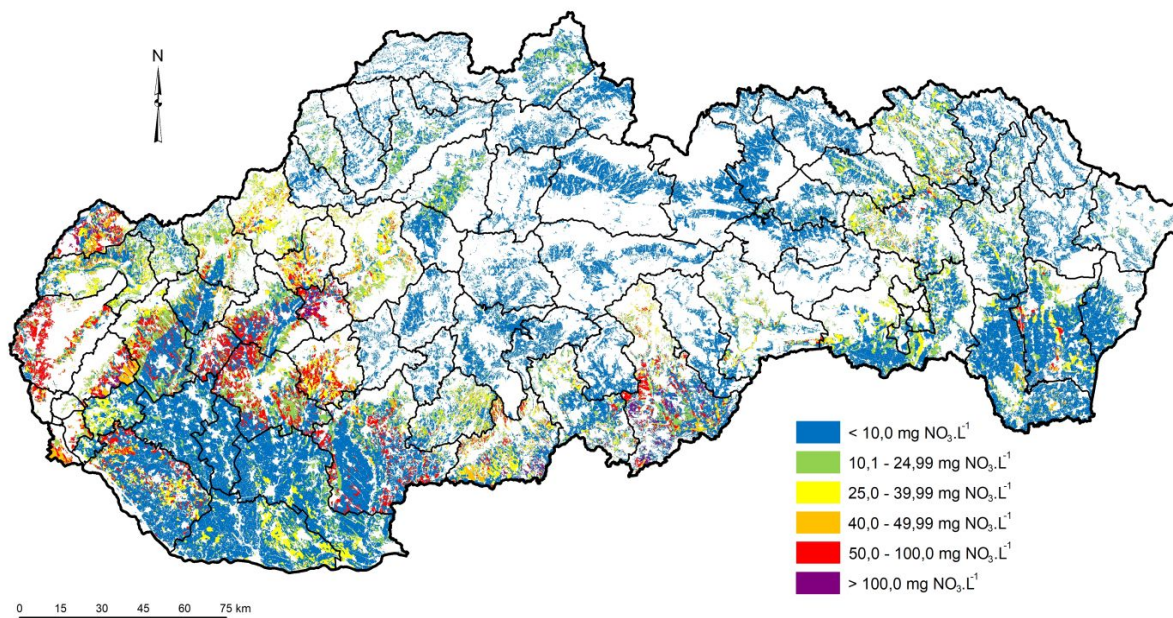 N
< 10,0 mg NO₃.L⁻¹
10,1 - 24,99 mg NO₃.L⁻¹
25,0 - 39,99 mg NO₃.L⁻¹
40,0 - 49,99 mg NO₃.L⁻¹
50,0 - 100,0 mg NO₃.L⁻¹
> 100,0 mg NO₃.L⁻¹
0 15 30 45 60 75 km